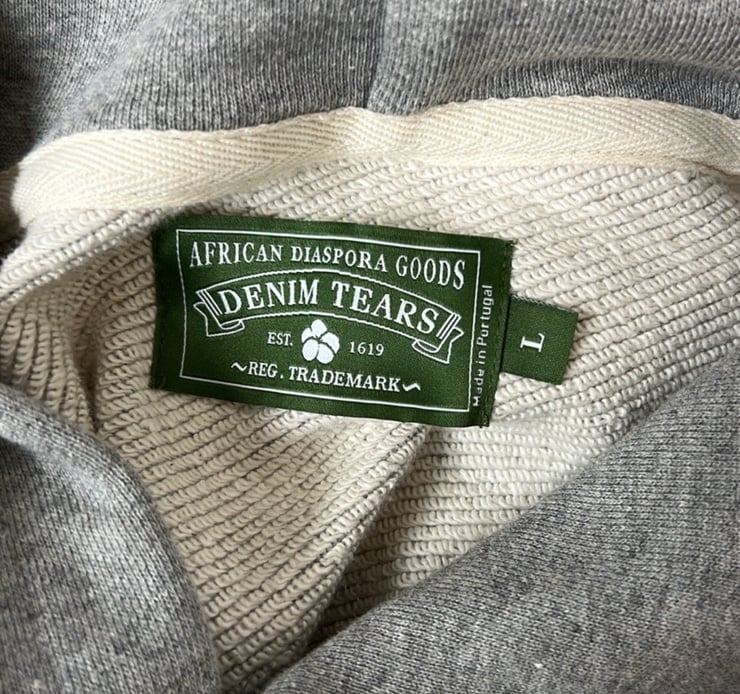 AFRICAN DIASPORA GOODS
DENIM TEARS
EST. 1619
~REG. TRADEMARK~
Made in Portugal
L